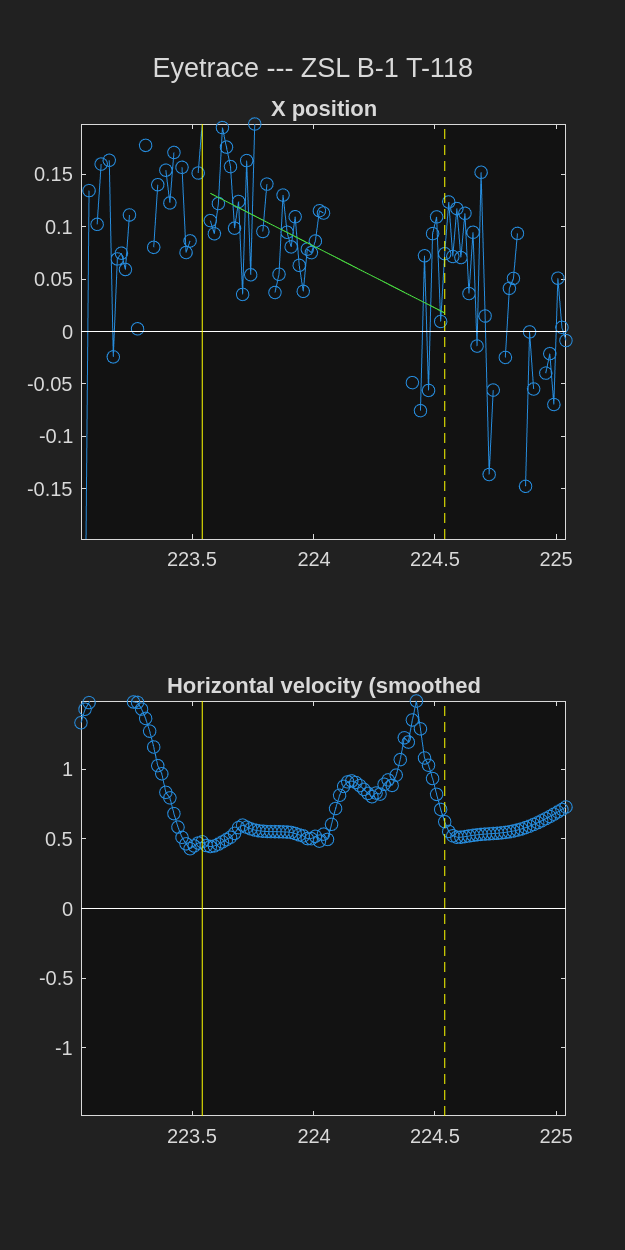 Eyetrace --- ZSL B-1 T-118
X position
0.15
0.1
0.05
0
-0.05
-0.1
-0.15
223.5 224 224.5 225
Horizontal velocity (smoothed
1
0.5
0
-0.5
-1
223.5 224 224.5 225